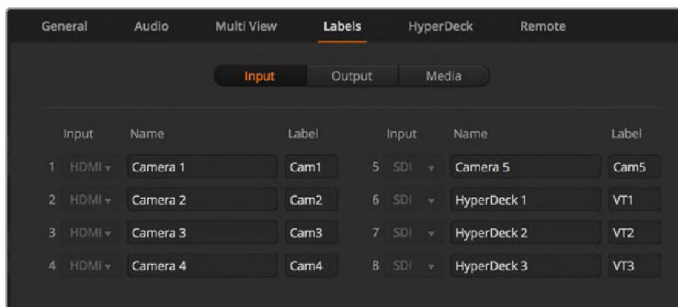 General Audio Multi View Labels HyperDeck Remote
Input Output Media
Input Name Label Input Name Label
1 HDMI Camera 1 Cam1 5 SDI Camera 5 Cam5
2 HDMI Camera 2 Cam2 6 SDI HyperDeck 1 VT1
3 HDMI Camera 3 Cam3 7 SDI HyperDeck 2 VT2
4 HDMI Camera 4 Cam4 8 SDI HyperDeck 3 VT3